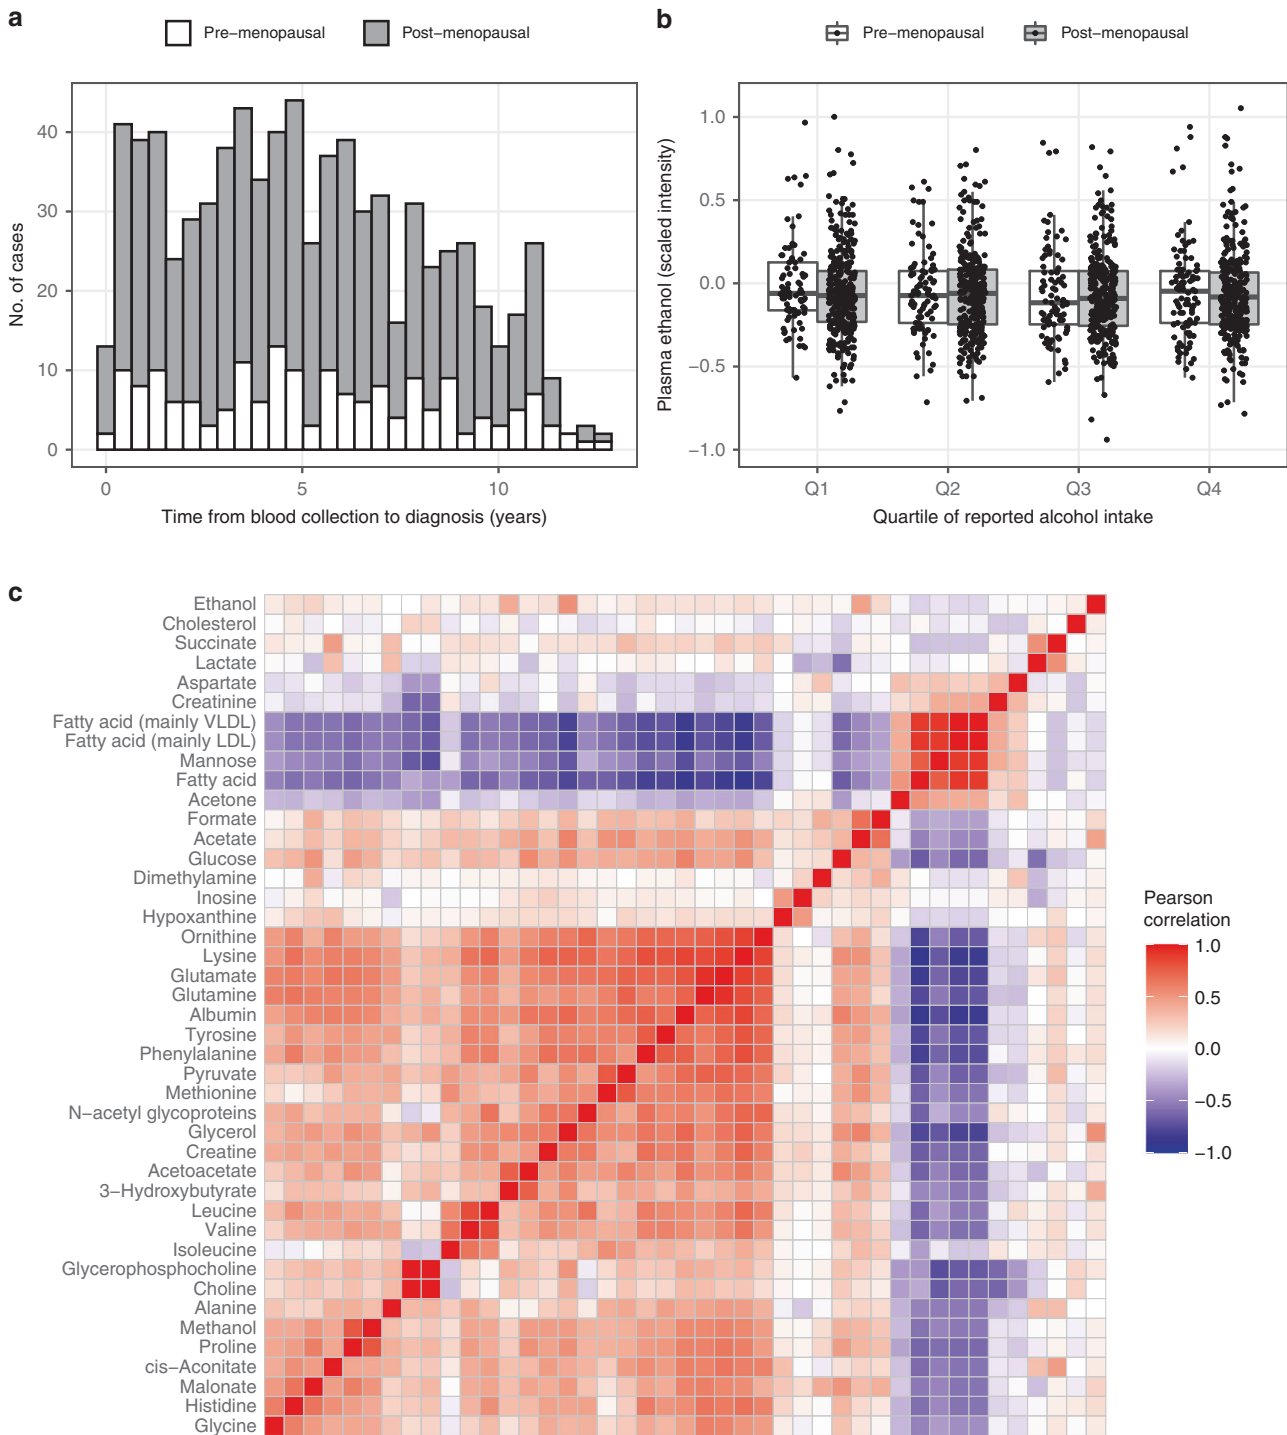 a
Pre−menopausal
Post−menopausal
No. of cases
40
30
20
10
0
0
5
10
Time from blood collection to diagnosis (years)
b
Pre−menopausal
Post−menopausal
Plasma ethanol (scaled intensity)
1.0
0.5
0.0
−0.5
−1.0
Q1
Q2
Q3
Q4
Quartile of reported alcohol intake
c
Ethanol
Cholesterol
Succinate
Lactate
Aspartate
Creatinine
Fatty acid (mainly VLDL)
Fatty acid (mainly LDL)
Mannose
Fatty acid
Acetone
Formate
Acetate
Glucose
Dimethylamine
Inosine
Hypoxanthine
Ornithine
Lysine
Glutamate
Glutamine
Albumin
Tyrosine
Phenylalanine
Pyruvate
Methionine
N−acetyl glycoproteins
Glycerol
Creatine
Acetoacetate
3−Hydroxybutyrate
Leucine
Valine
Isoleucine
Glycerophosphocholine
Choline
Alanine
Methanol
Proline
cis−Aconitate
Malonate
Histidine
Glycine
Pearson
correlation
1.0
0.5
0.0
−0.5
−1.0